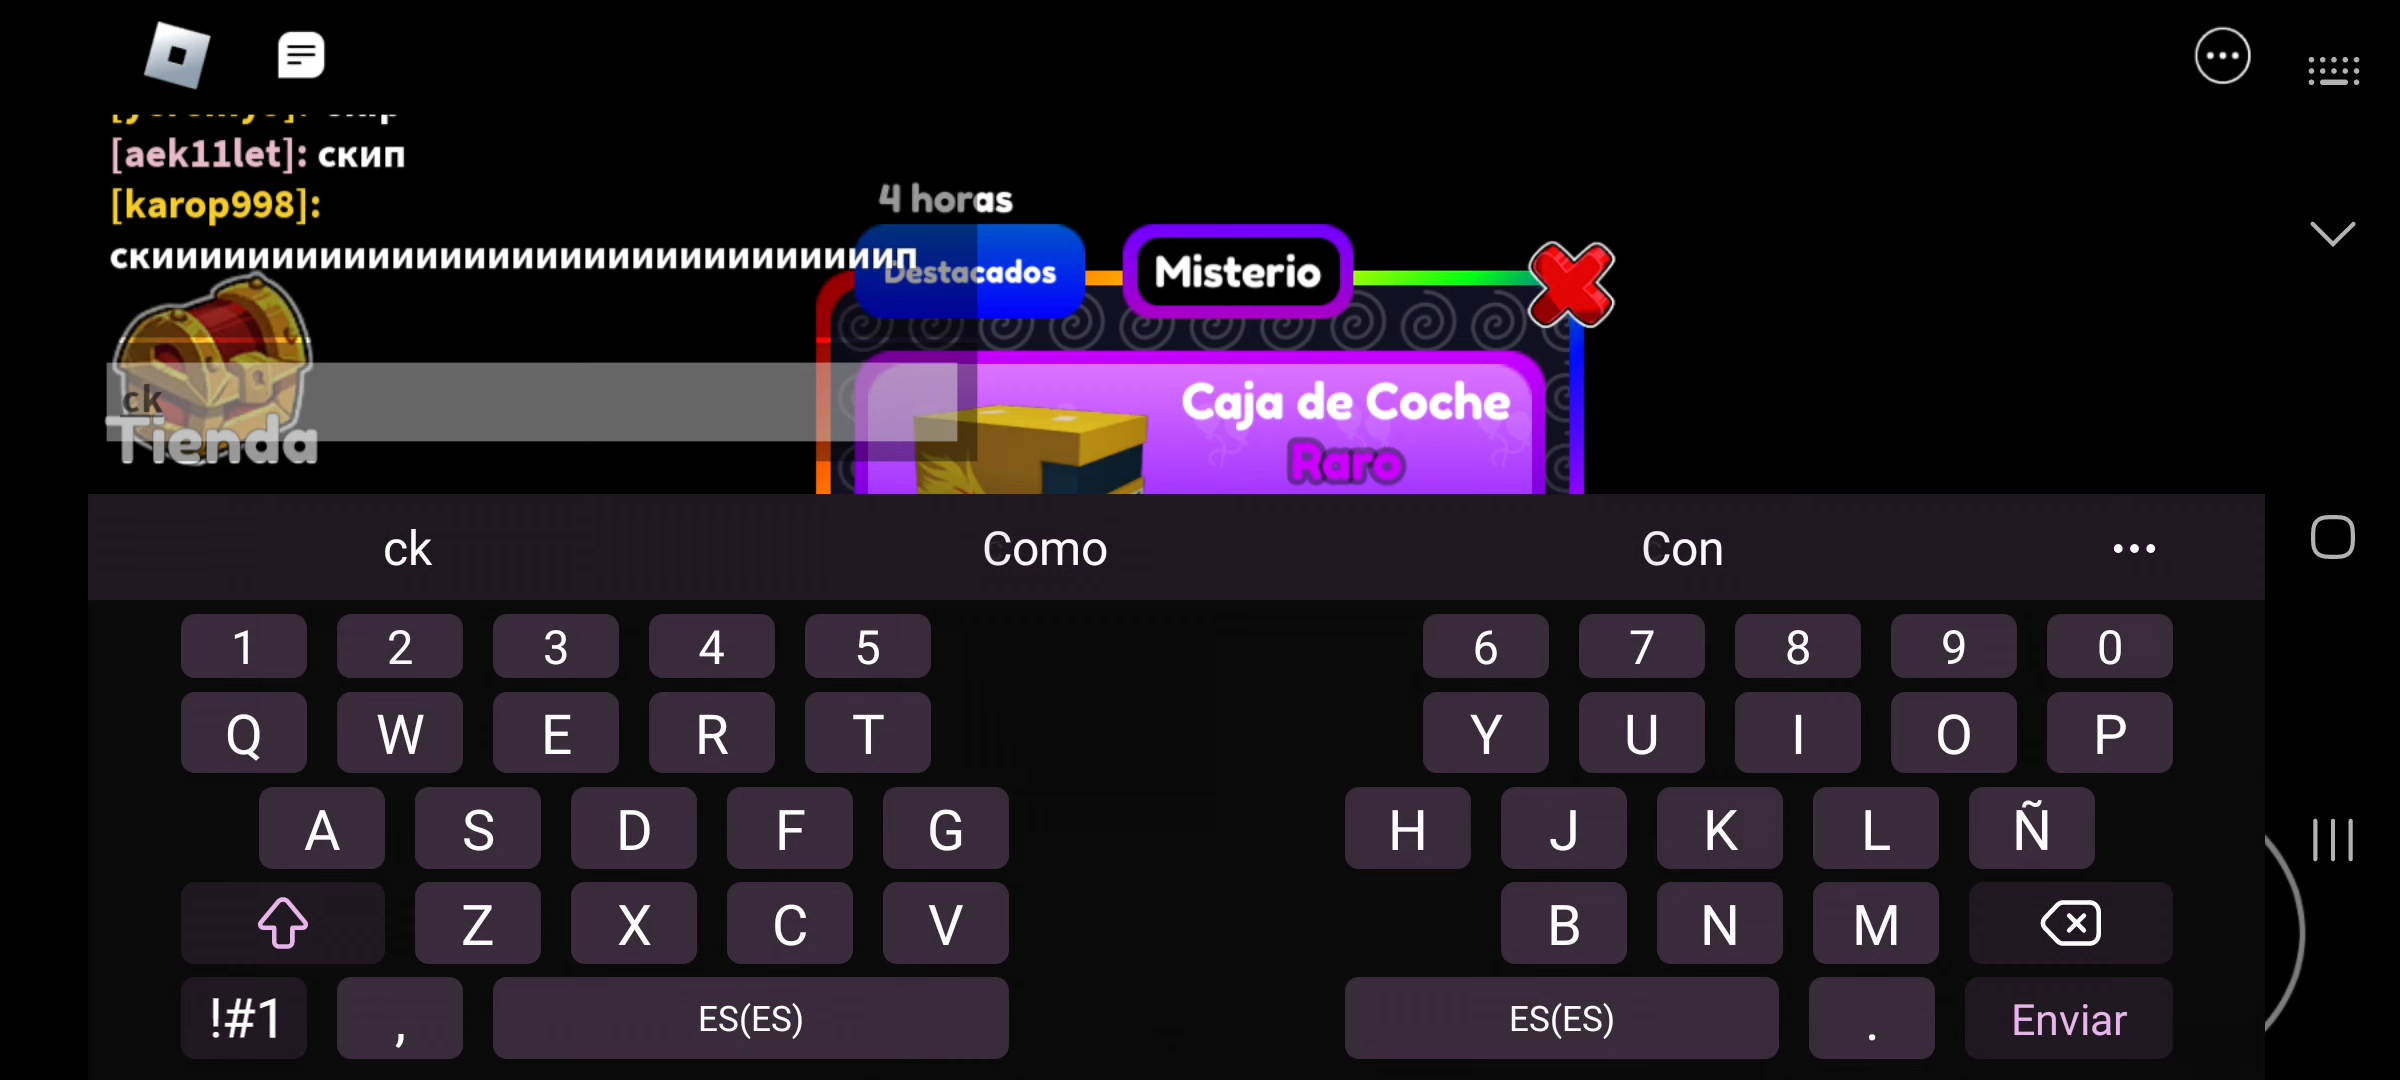 [aek11let]: скип
[karop998]:
скиииииииииииииииииииииииииииииип
4 horas
Destacados
Misterio
ck
Tienda
Caja de Coche
Raro
ck
Como
Con
1 2 3 4 5 6 7 8 9 0
Q W E R T Y U I O P
A S D F G H J K L Ñ
Z X C V B N M
!#1 , ES(ES) ES(ES) . Enviar